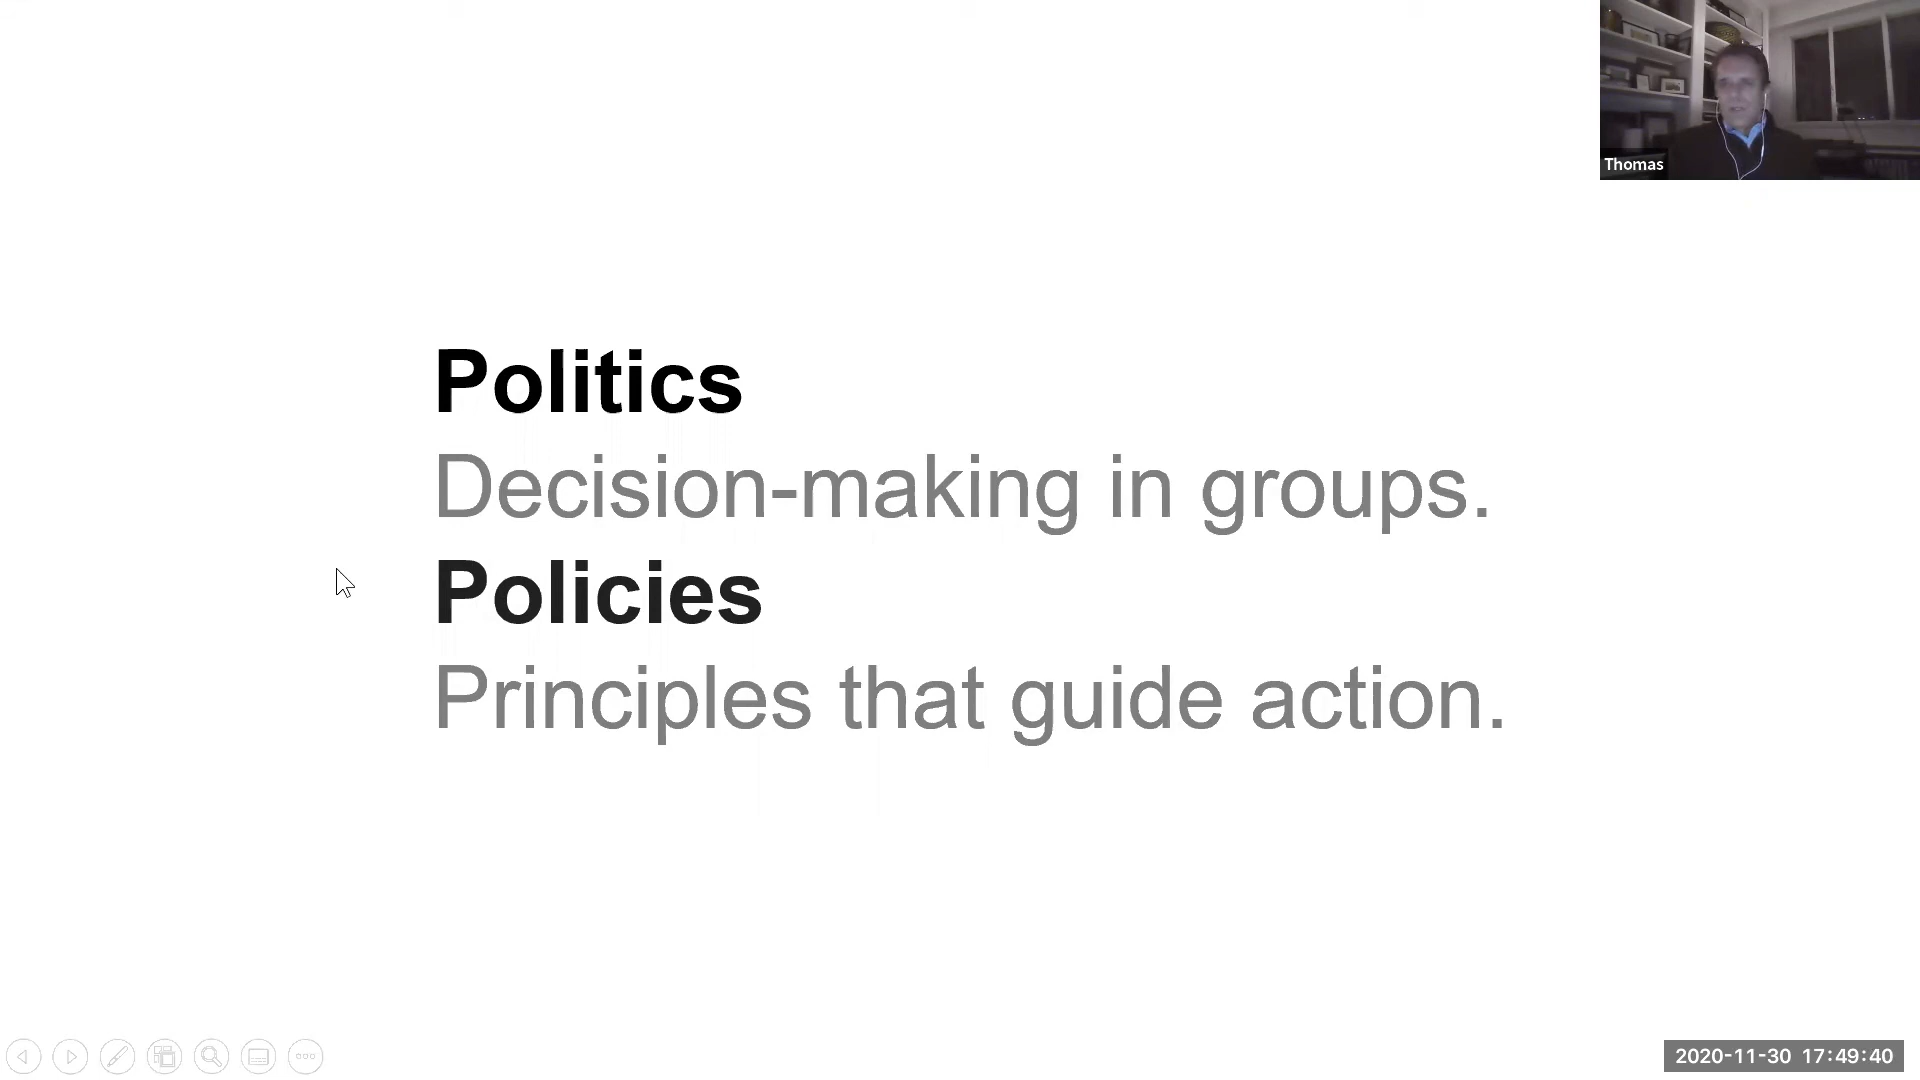 Thomas
Politics
Decision-making in groups.
Policies
Principles that guide action.
2020-11-30 17:49:40